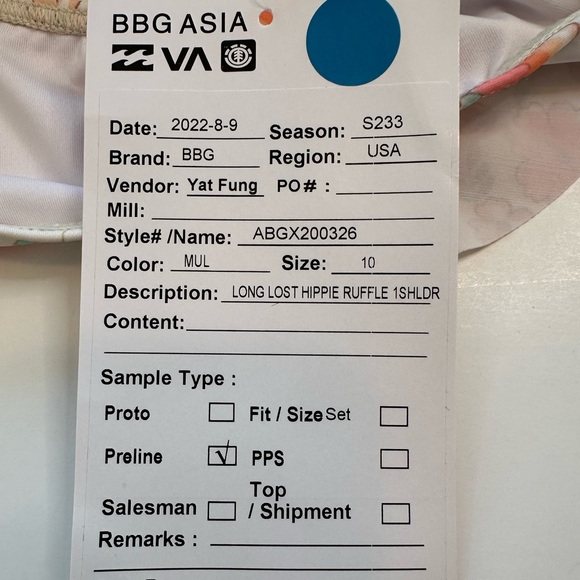 BBG ASIA
VA
Date: 2022-8-9 Season: S233
Brand: BBG Region: USA
Vendor: Yat Fung PO# :
Mill:
Style# /Name: ABGX200326
Color: MUL Size: 10
Description: LONG LOST HIPPIE RUFFLE 1SHLDR
Content:
Sample Type :
Proto Fit / Size Set
Preline √ PPS
Salesman Top / Shipment
Remarks :